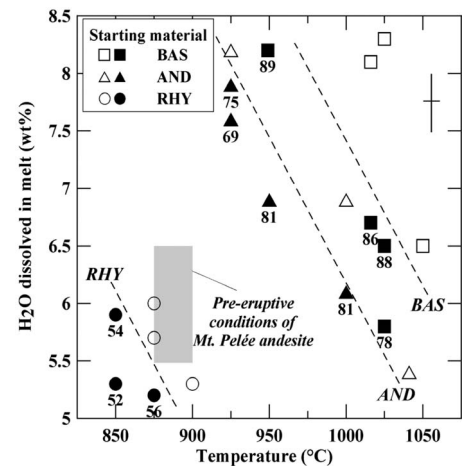 8.5
8
7.5
7
6.5
6
5.5
5
H2O dissolved in melt (wt%)
Starting material
BAS
AND
RHY
89
75
69
81
86
88
RHY
Pre-eruptive
conditions of
Mt. Pelée andesite
BAS
54
81
78
52
56
AND
850
900
950
1000
1050
Temperature (°C)